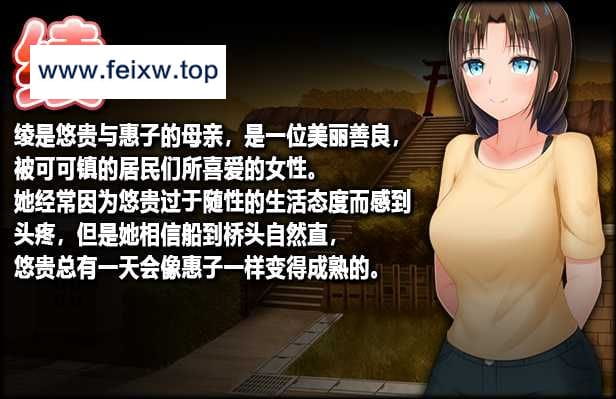 绫
www.feixw.top
绫是悠贵与惠子的母亲，是一位美丽善良，
被可可镇的居民们所喜爱的女性。
她经常因为悠贵过于随性的生活态度而感到
头疼，但是她相信船到桥头自然直，
悠贵总有一天会像惠子一样变得成熟的。